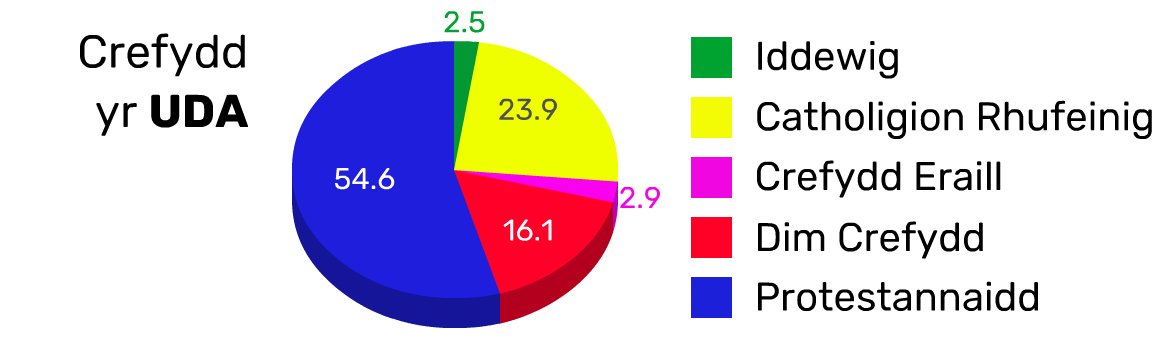 Crefydd
yr UDA
2.5
23.9
2.9
16.1
54.6
Iddewig
Catholigion Rhufeinig
Crefydd Eraill
Dim Crefydd
Protestannaidd